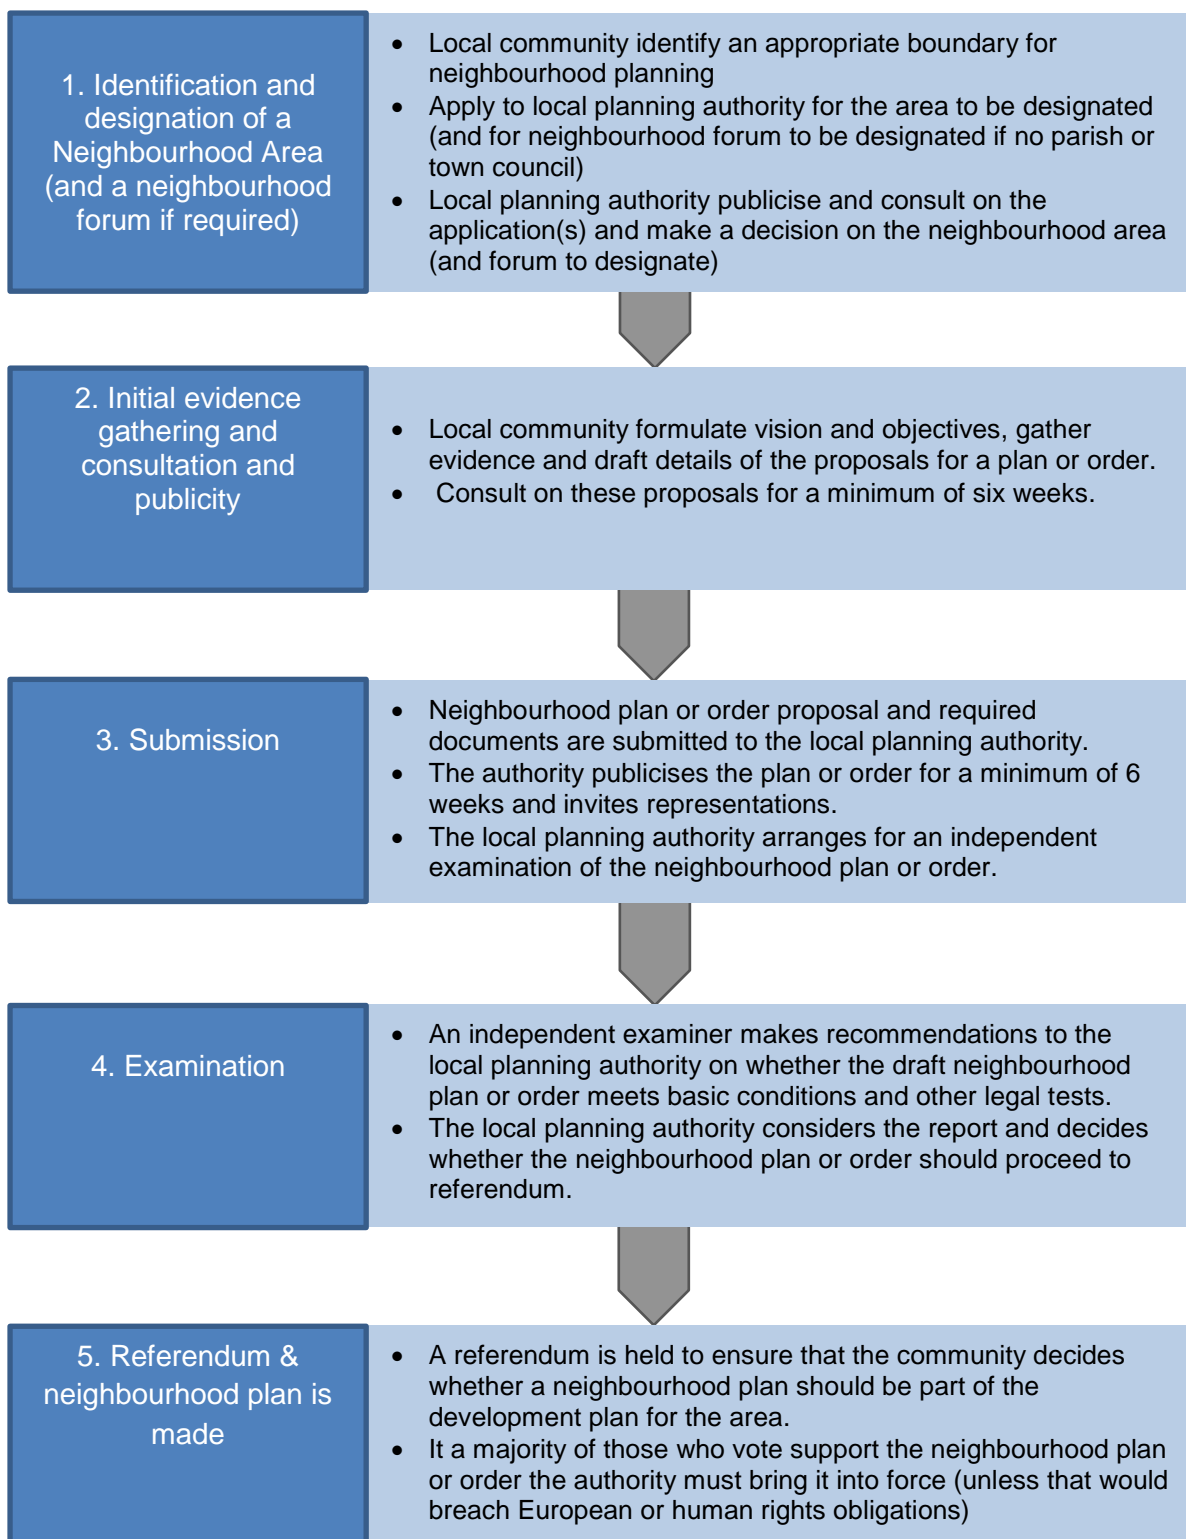 1. Identification and
designation of a
Neighbourhood Area
(and a neighbourhood
forum if required)
• Local community identify an appropriate boundary for
neighbourhood planning
• Apply to local planning authority for the area to be designated
(and for neighbourhood forum to be designated if no parish or
town council)
• Local planning authority publicise and consult on the
application(s) and make a decision on the neighbourhood area
(and forum to designate)
2. Initial evidence
gathering and
consultation and
publicity
• Local community formulate vision and objectives, gather
evidence and draft details of the proposals for a plan or order.
• Consult on these proposals for a minimum of six weeks.
3. Submission
• Neighbourhood plan or order proposal and required
documents are submitted to the local planning authority.
• The authority publicises the plan or order for a minimum of 6
weeks and invites representations.
• The local planning authority arranges for an independent
examination of the neighbourhood plan or order.
4. Examination
• An independent examiner makes recommendations to the
local planning authority on whether the draft neighbourhood
plan or order meets basic conditions and other legal tests.
• The local planning authority considers the report and decides
whether the neighbourhood plan or order should proceed to
referendum.
5. Referendum &
neighbourhood plan is
made
• A referendum is held to ensure that the community decides
whether a neighbourhood plan should be part of the
development plan for the area.
• It a majority of those who vote support the neighbourhood plan
or order the authority must bring it into force (unless that would
breach European or human rights obligations)